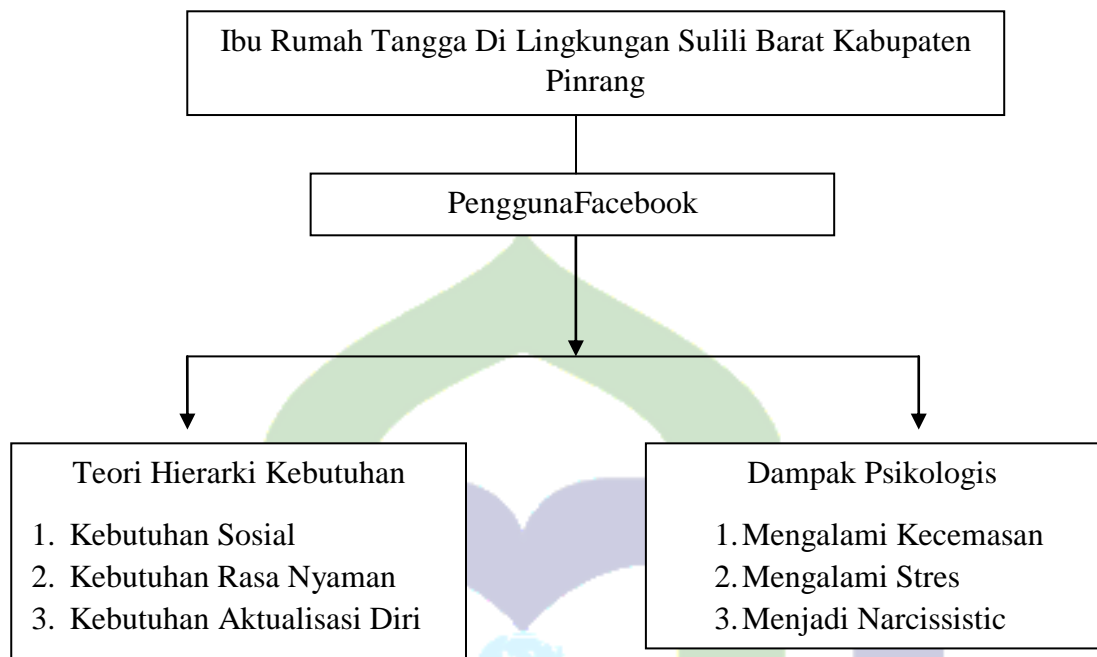 Ibu Rumah Tangga Di Lingkungan Sulili Barat Kabupaten
Pinrang
PenggunaFacebook
Teori Hierarki Kebutuhan
1. Kebutuhan Sosial
2. Kebutuhan Rasa Nyaman
3. Kebutuhan Aktualisasi Diri
Dampak Psikologis
1. Mengalami Kecemasan
2. Mengalami Stres
3. Menjadi Narcissistic